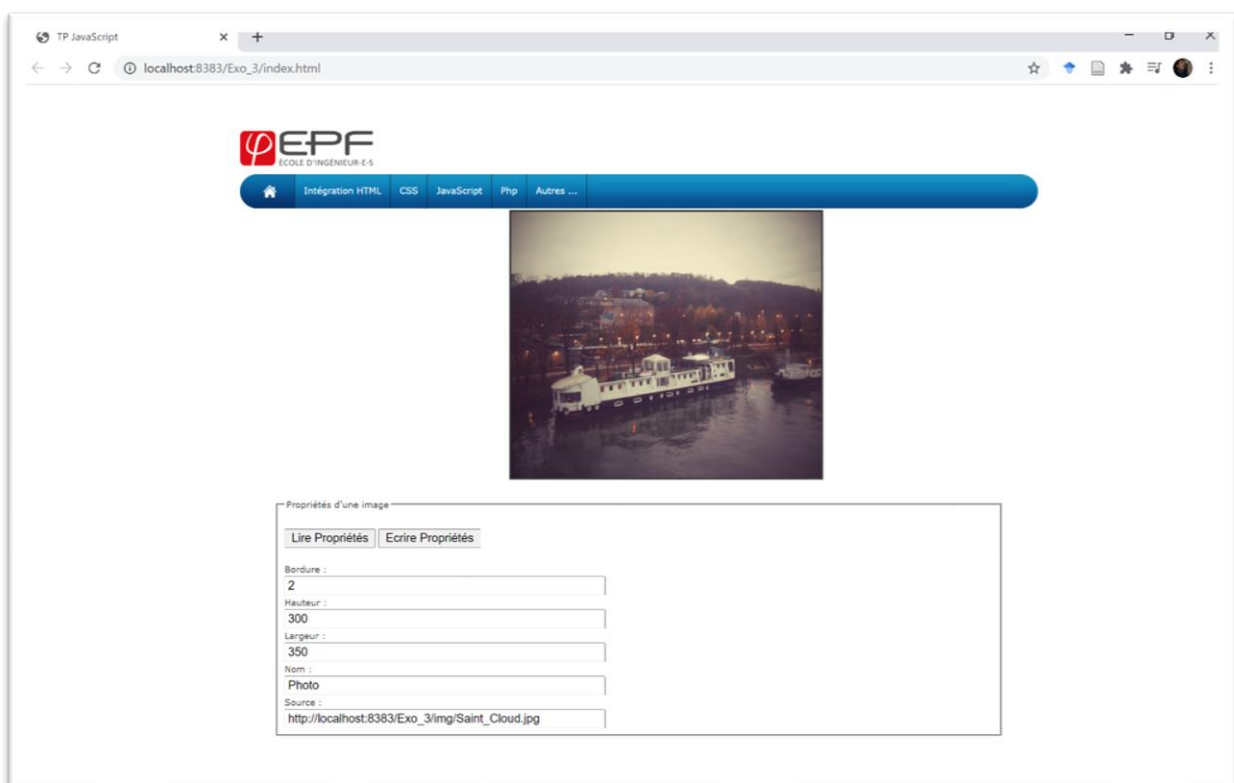 TP JavaScript
localhost:8383/Exo_3/index.html
φEPF
ÉCOLE D'INGÉNIEUR-E-S
Intégration HTML CSS JavaScript Php Autres ...
Propriétés d'une image
Lire Propriétés Ecrire Propriétés
Bordure :
2
Hauteur :
300
Largeur :
350
Nom :
Photo
Source :
http://localhost:8383/Exo_3/img/Saint_Cloud.jpg